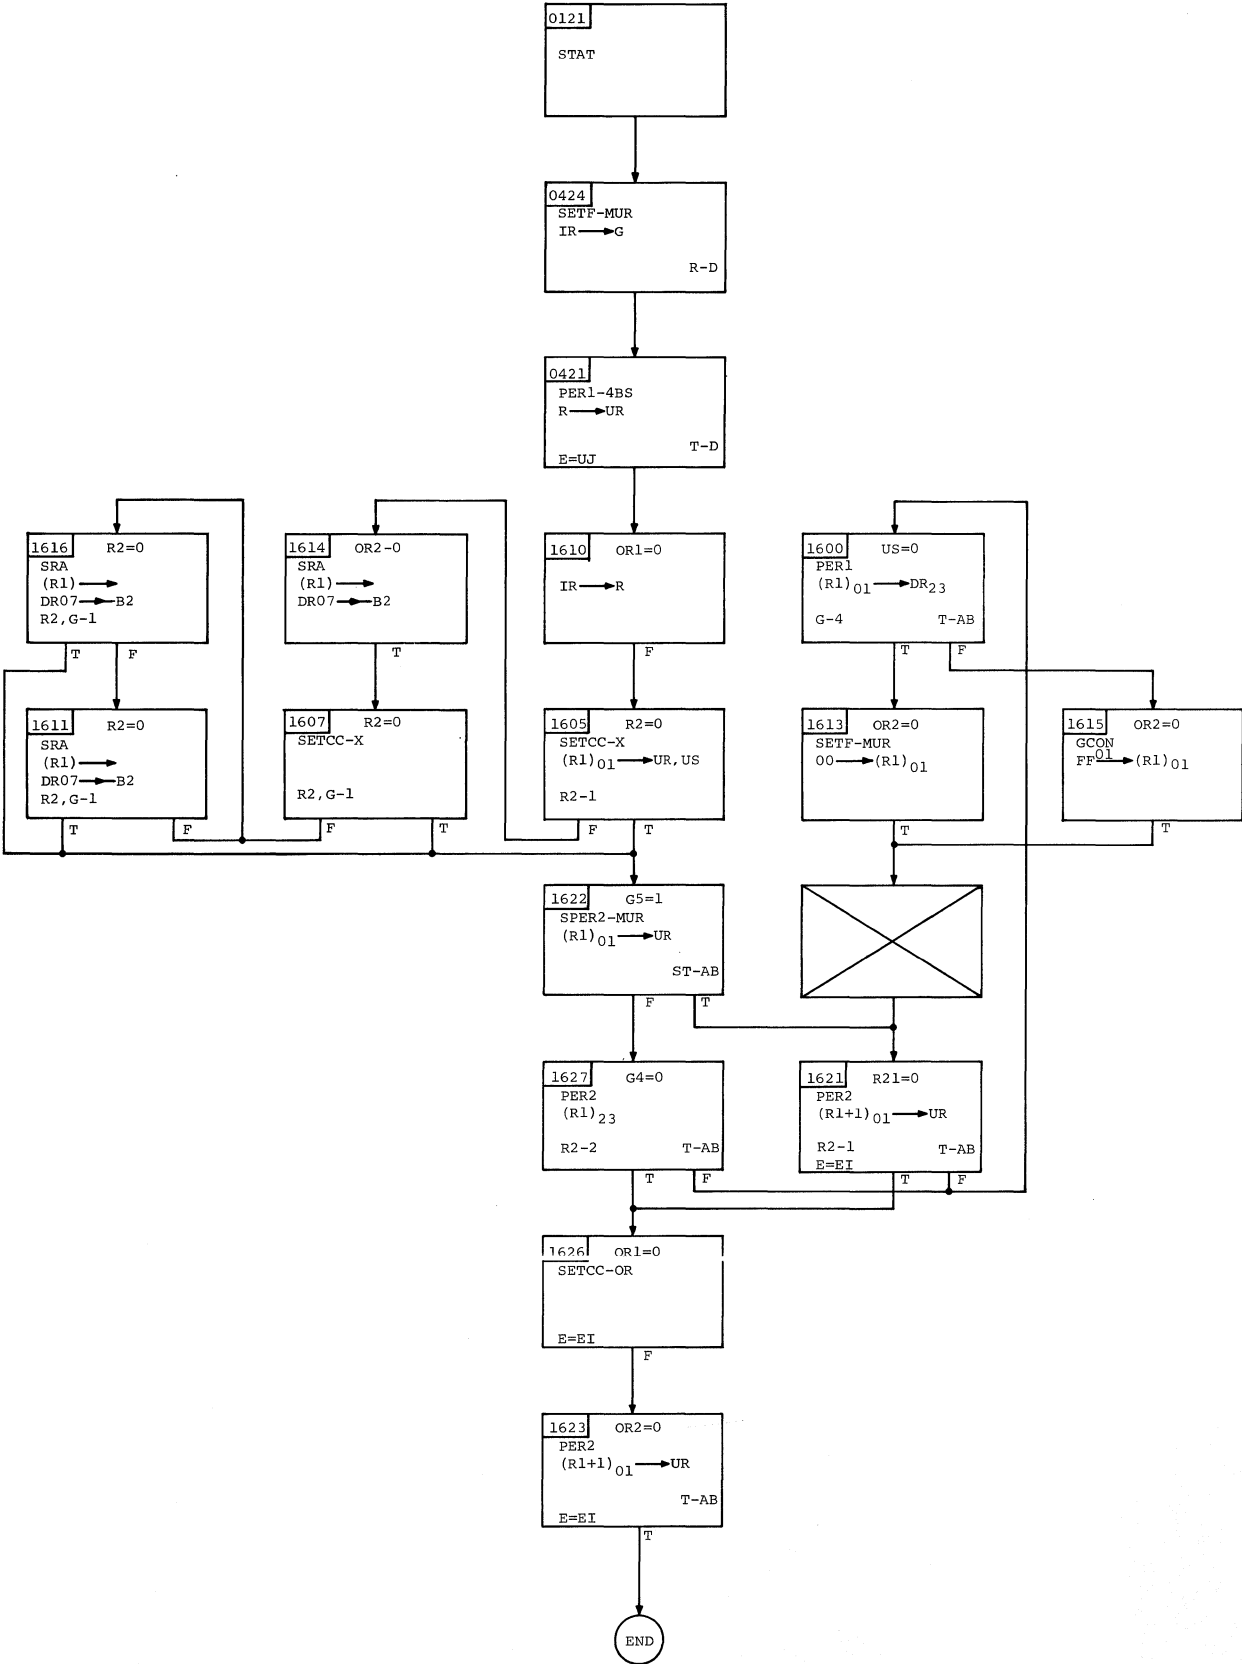 0121
STAT
0424
SETF-MUR
IR→G
R-D
0421
PER1-4BS
R→UR
T-D
E=UJ
1616 R2=0
SRA
(R1)→
DR07→B2
R2,G-1
T F
1614 OR2-0
SRA
(R1)→
DR07→B2
T
1610 OR1=0
IR→R
F
1600 US=0
PER1
(R1)01→DR23
G-4 T-AB
T F
1611 R2=0
SRA
(R1)→
DR07→B2
R2,G-1
T F
1607 R2=0
SETCC-X
R2,G-1
F T
1605 R2=0
SETCC-X
(R1)01→UR,US
R2-1
F T
1613 OR2=0
SETF-MUR
00→(R1)01
T
1615 OR2=0
GCON
FF01→(R1)01
T
1622 G5=1
SPER2-MUR
(R1)01→UR
ST-AB
F T
1627 G4=0
PER2
(R1)23
R2-2 T-AB
T F
1621 R21=0
PER2
(R1+1)01→UR
R2-1 T-AB
E=EI
T F
1626 OR1=0
SETCC-OR
E=EI
F
1623 OR2=0
PER2
(R1+1)01→UR
T-AB
E=EI
T
END